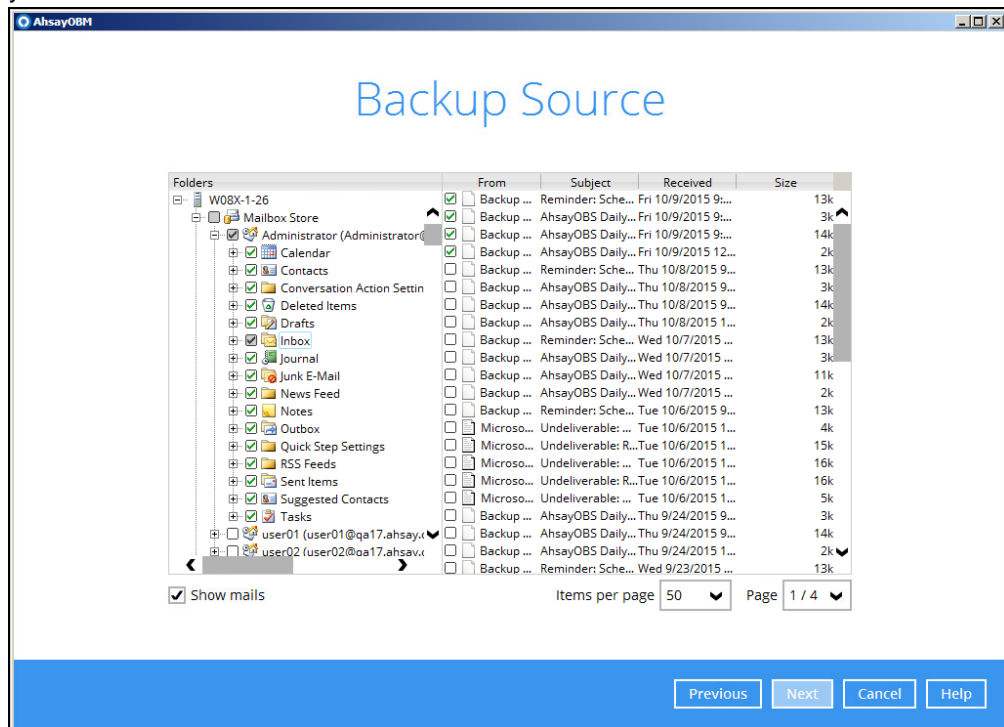 AhsayOBM
Backup Source
Folders
From Subject Received Size
W08X-1-26
Mailbox Store
Administrator (Administrator(
Calendar
Contacts
Conversation Action Settin
Deleted Items
Drafts
Inbox
Journal
Junk E-Mail
News Feed
Notes
Outbox
Quick Step Settings
RSS Feeds
Sent Items
Suggested Contacts
Tasks
user01 (user01@qa17.ahsay.c
user02 (user02@qa17.ahsay.c
Backup ... Reminder: Sche... Fri 10/9/2015 9:... 13k
Backup ... AhsayOBS Daily... Fri 10/9/2015 9:... 3k
Backup ... AhsayOBS Daily... Fri 10/9/2015 9:... 14k
Backup ... AhsayOBS Daily... Fri 10/9/2015 12... 2k
Backup ... Reminder: Sche... Thu 10/8/2015 9... 13k
Backup ... AhsayOBS Daily... Thu 10/8/2015 9... 3k
Backup ... AhsayOBS Daily... Thu 10/8/2015 9... 14k
Backup ... AhsayOBS Daily... Thu 10/8/2015 1... 2k
Backup ... Reminder: Sche... Wed 10/7/2015 ... 13k
Backup ... AhsayOBS Daily... Wed 10/7/2015 ... 3k
Backup ... AhsayOBS Daily... Wed 10/7/2015 ... 11k
Backup ... AhsayOBS Daily... Wed 10/7/2015 ... 2k
Backup ... Reminder: Sche... Tue 10/6/2015 9... 13k
Microso... Undeliverable: ... Tue 10/6/2015 1... 4k
Microso... Undeliverable: R... Tue 10/6/2015 1... 15k
Microso... Undeliverable: ... Tue 10/6/2015 1... 16k
Microso... Undeliverable: R... Tue 10/6/2015 1... 16k
Microso... Undeliverable: ... Tue 10/6/2015 1... 5k
Backup ... AhsayOBS Daily... Thu 9/24/2015 9... 3k
Backup ... AhsayOBS Daily... Thu 9/24/2015 9... 14k
Backup ... AhsayOBS Daily... Thu 9/24/2015 1... 2k
Backup ... Reminder: Sche... Wed 9/23/2015 ... 13k
Show mails
Items per page 50
Page 1 / 4
Previous
Next
Cancel
Help